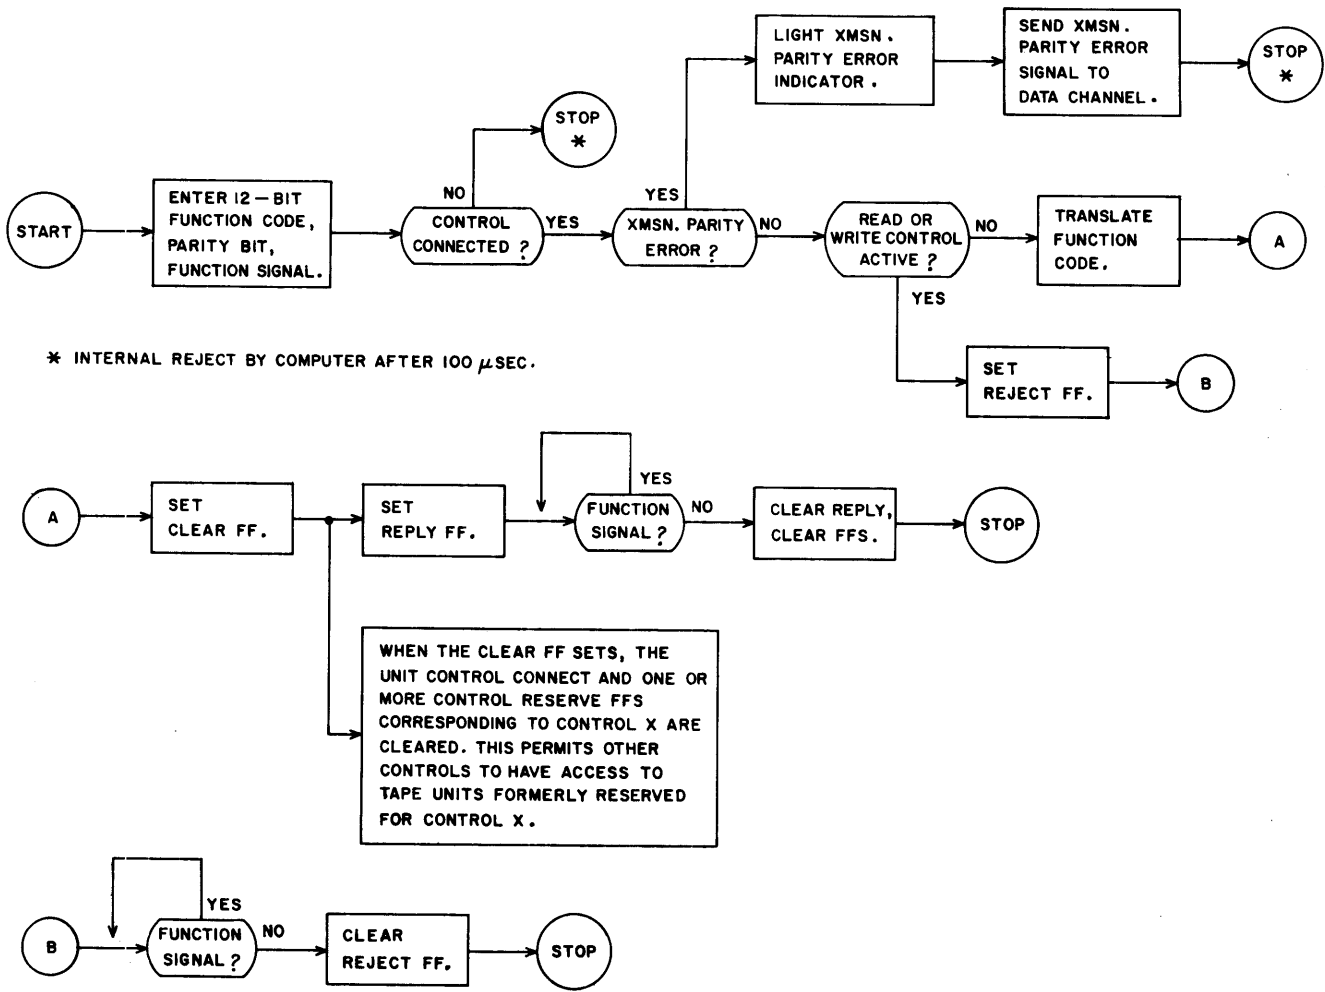 LIGHT XMSN.
PARITY ERROR
INDICATOR.
SEND XMSN.
PARITY ERROR
SIGNAL TO
DATA CHANNEL.
STOP
*
STOP
*
START
ENTER 12-BIT
FUNCTION CODE,
PARITY BIT,
FUNCTION SIGNAL.
NO
CONTROL
CONNECTED?
YES
YES
XMSN. PARITY
ERROR?
NO
READ OR
WRITE CONTROL
ACTIVE?
NO
YES
TRANSLATE
FUNCTION
CODE.
A
* INTERNAL REJECT BY COMPUTER AFTER 100 μSEC.
SET
REJECT FF.
B
A
SET
CLEAR FF.
SET
REPLY FF.
YES
FUNCTION
SIGNAL?
NO
CLEAR REPLY,
CLEAR FFS.
STOP
WHEN THE CLEAR FF SETS, THE
UNIT CONTROL CONNECT AND ONE OR
MORE CONTROL RESERVE FFS
CORRESPONDING TO CONTROL X ARE
CLEARED. THIS PERMITS OTHER
CONTROLS TO HAVE ACCESS TO
TAPE UNITS FORMERLY RESERVED
FOR CONTROL X.
B
YES
FUNCTION
SIGNAL?
NO
CLEAR
REJECT FF.
STOP